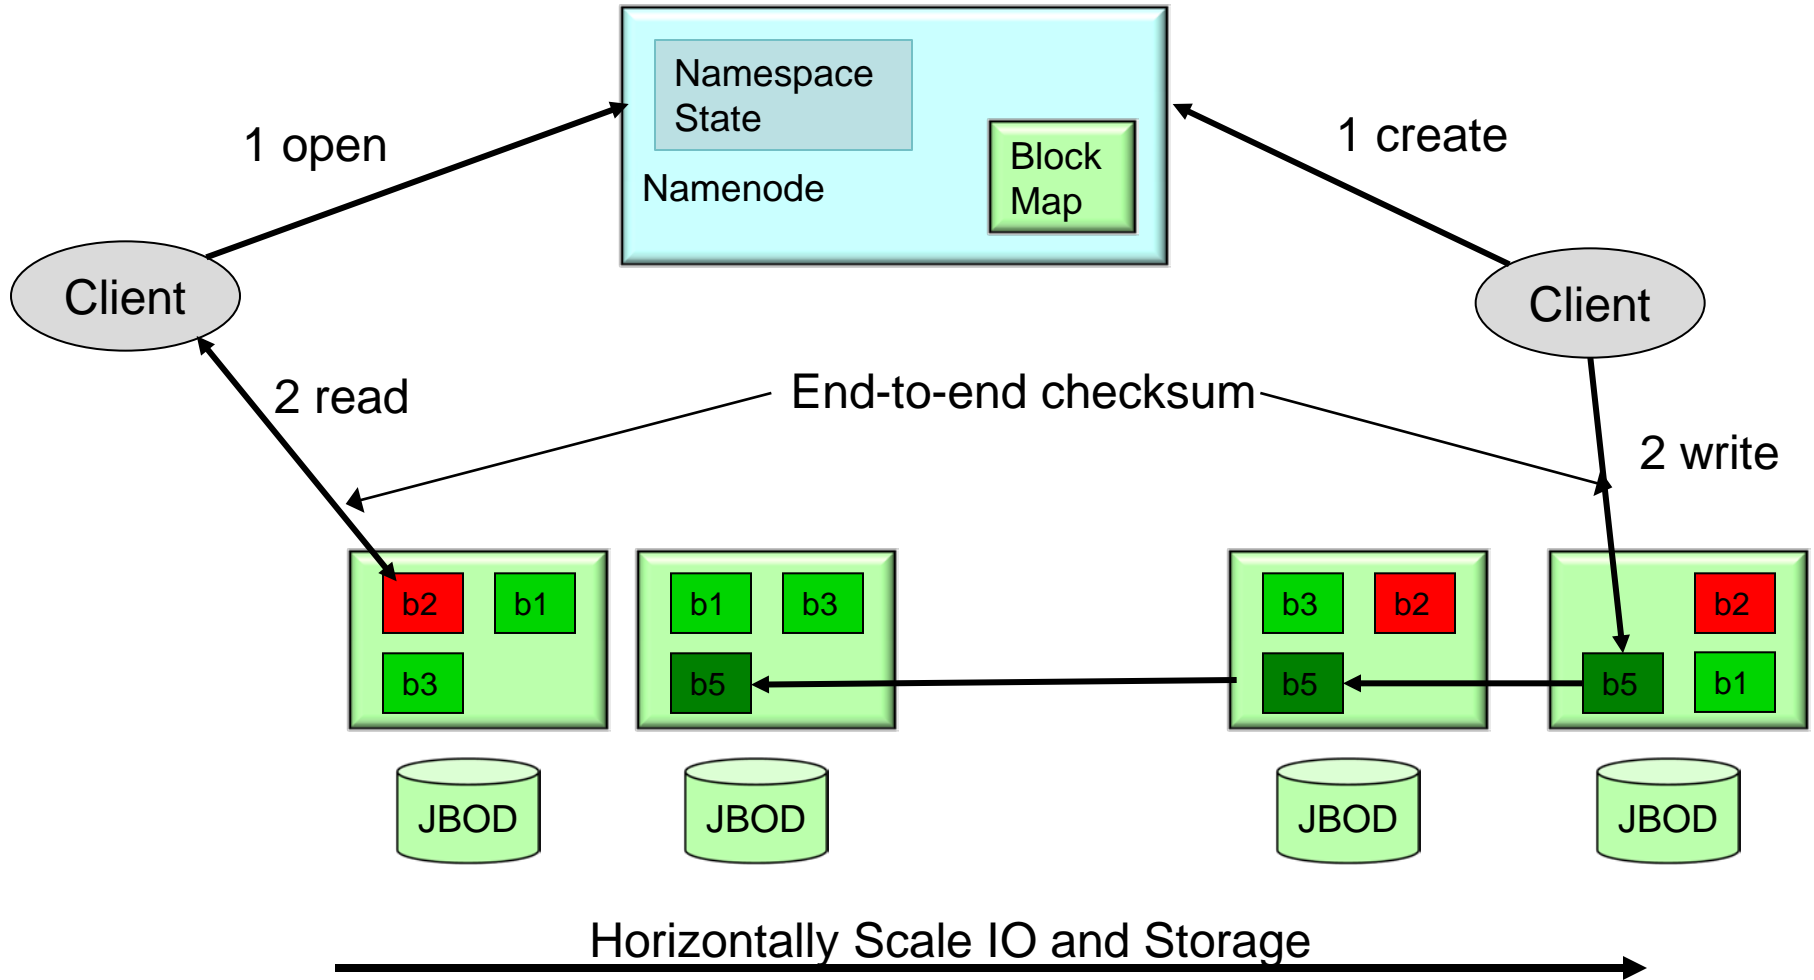 Namespace
State
Namenode
Block
Map
1 open
1 create
Client
Client
2 read
End-to-end checksum
2 write
b2 b1
b3
b1 b3
b5
b3 b2
b5
b2
b5 b1
JBOD
JBOD
JBOD
JBOD
Horizontally Scale IO and Storage